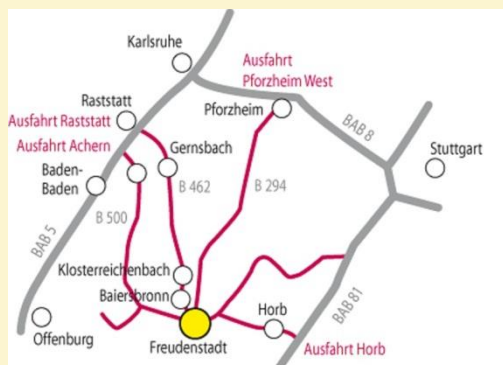 Karlsruhe
Ausfahrt
Pforzheim West
Raststatt
Ausfahrt Raststatt
Pforzheim
BAB 8
Ausfahrt Achern
Gernsbach
Stuttgart
Baden-
Baden
B 462
B 294
B 500
BAB 5
Klosterreichenbach
Baiersbronn
BAB 81
Horb
Offenburg
Freudenstadt
Ausfahrt Horb